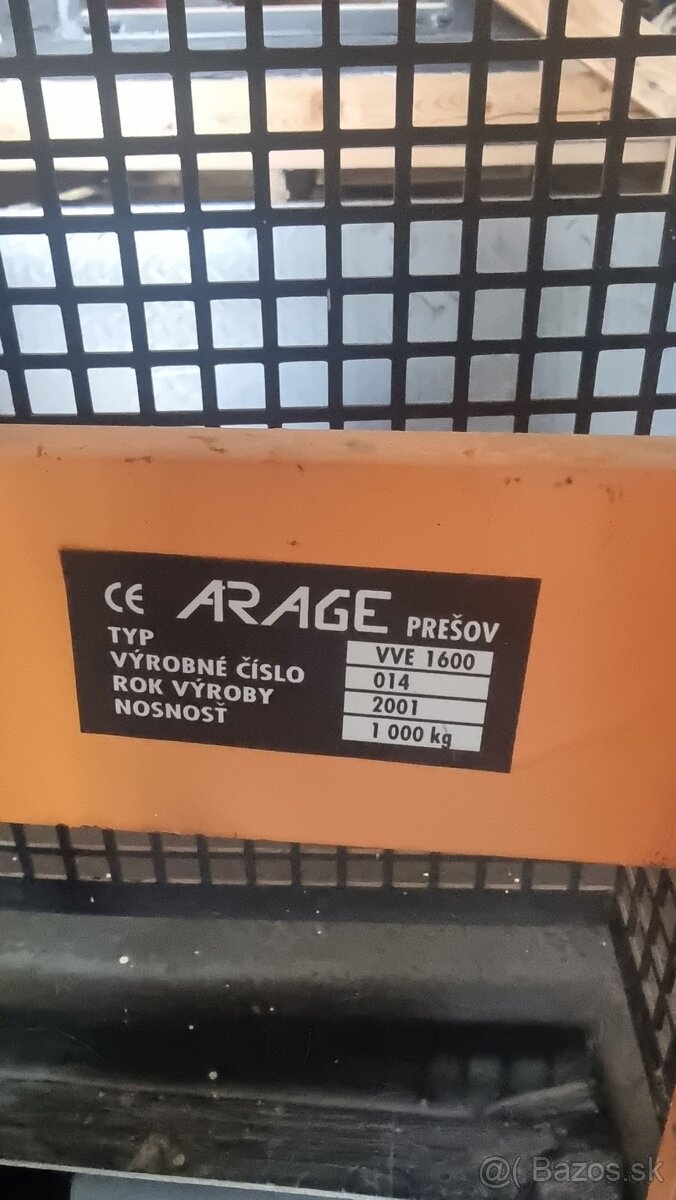 CE ARAGE PREŠOV
TYP VVE 1600
VÝROBNÉ ČÍSLO 014
ROK VÝROBY 2001
NOSNOSŤ 1 000 kg
@( Bazos.sk